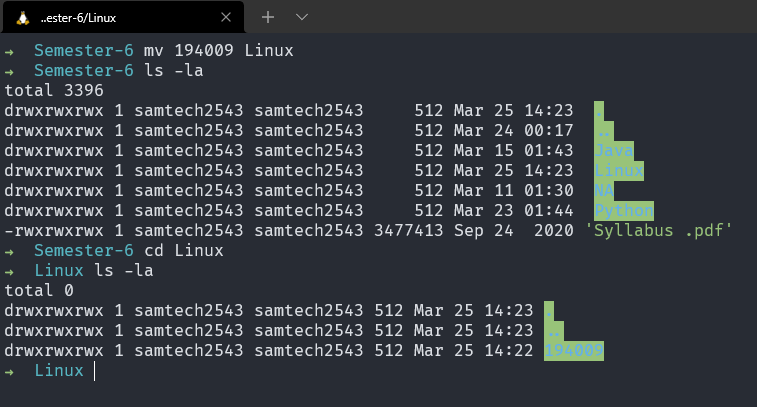 ..ester-6/Linux
→ Semester-6 mv 194009 Linux
→ Semester-6 ls -la
total 3396
drwxrwxrwx 1 samtech2543 samtech2543     512 Mar 25 14:23  .
drwxrwxrwx 1 samtech2543 samtech2543     512 Mar 24 00:17  ..
drwxrwxrwx 1 samtech2543 samtech2543     512 Mar 15 01:43  Java
drwxrwxrwx 1 samtech2543 samtech2543     512 Mar 25 14:23  Linux
drwxrwxrwx 1 samtech2543 samtech2543     512 Mar 11 01:30  NA
drwxrwxrwx 1 samtech2543 samtech2543     512 Mar 23 01:44  Python
-rwxrwxrwx 1 samtech2543 samtech2543 3477413 Sep 24  2020 'Syllabus .pdf'
→ Semester-6 cd Linux
→ Linux ls -la
total 0
drwxrwxrwx 1 samtech2543 samtech2543 512 Mar 25 14:23 .
drwxrwxrwx 1 samtech2543 samtech2543 512 Mar 25 14:23 ..
drwxrwxrwx 1 samtech2543 samtech2543 512 Mar 25 14:22 194009
→ Linux